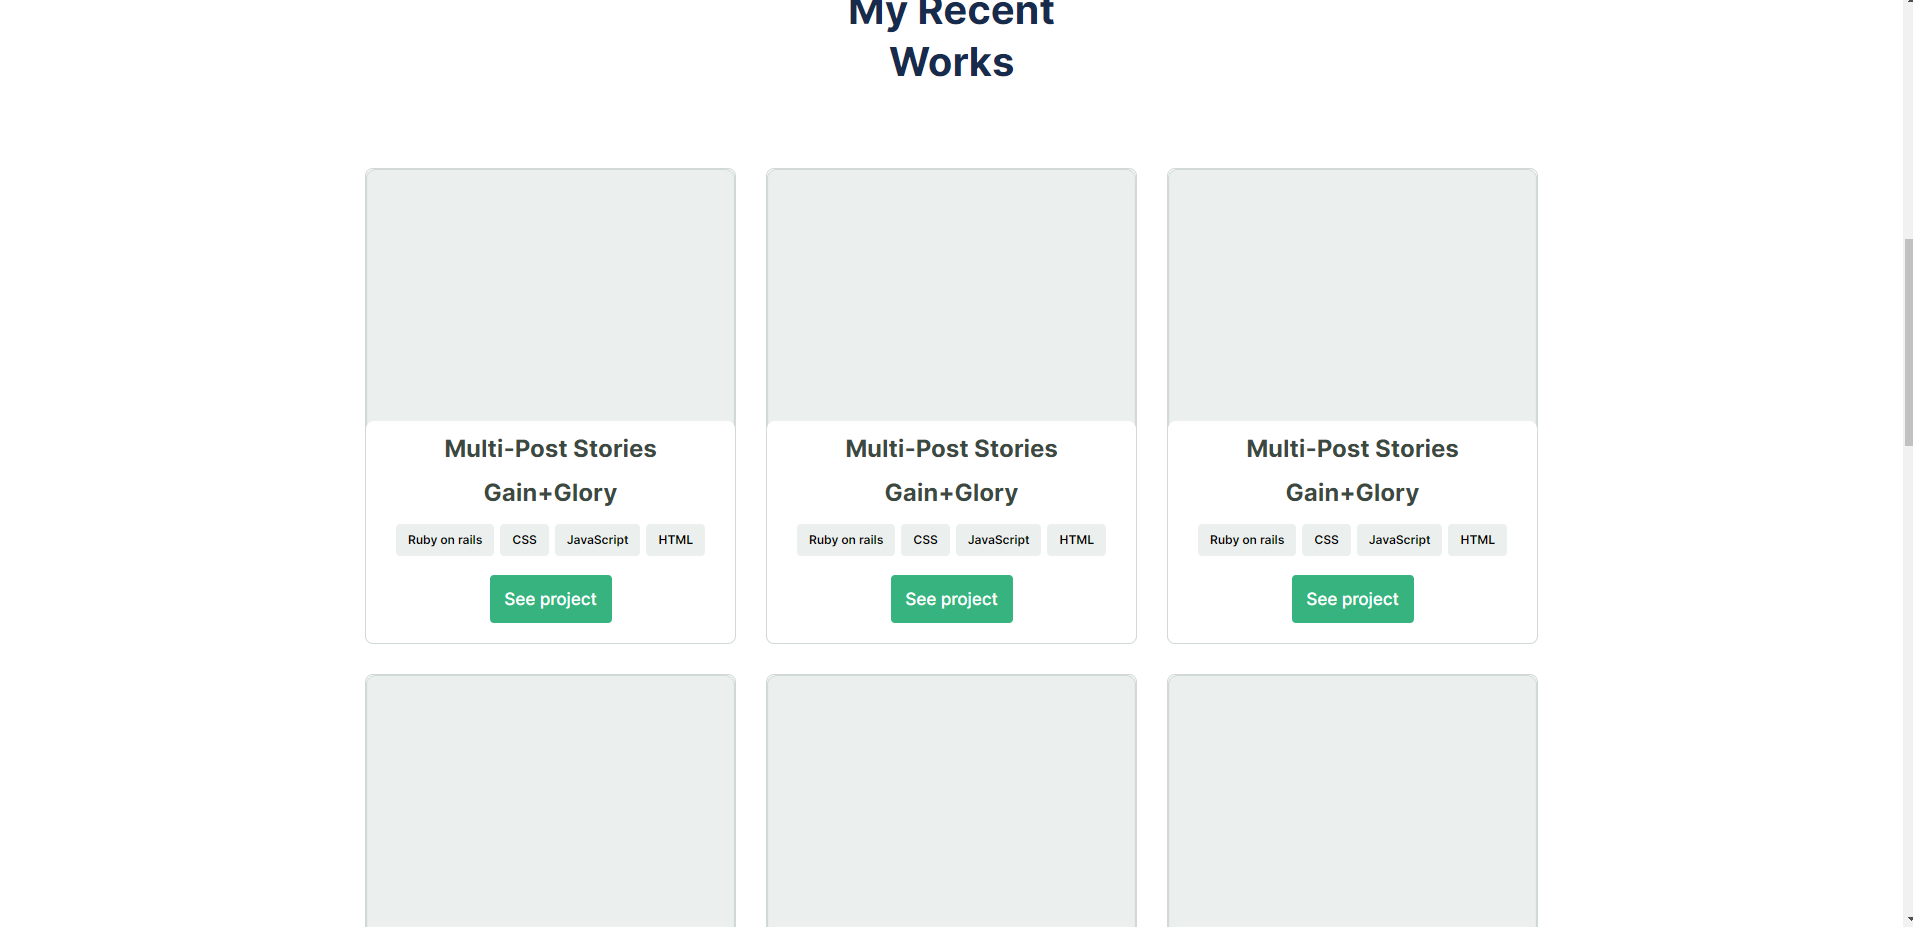 My Recent
Works
Multi-Post Stories
Gain+Glory
Ruby on rails CSS JavaScript HTML
See project
Multi-Post Stories
Gain+Glory
Ruby on rails CSS JavaScript HTML
See project
Multi-Post Stories
Gain+Glory
Ruby on rails CSS JavaScript HTML
See project